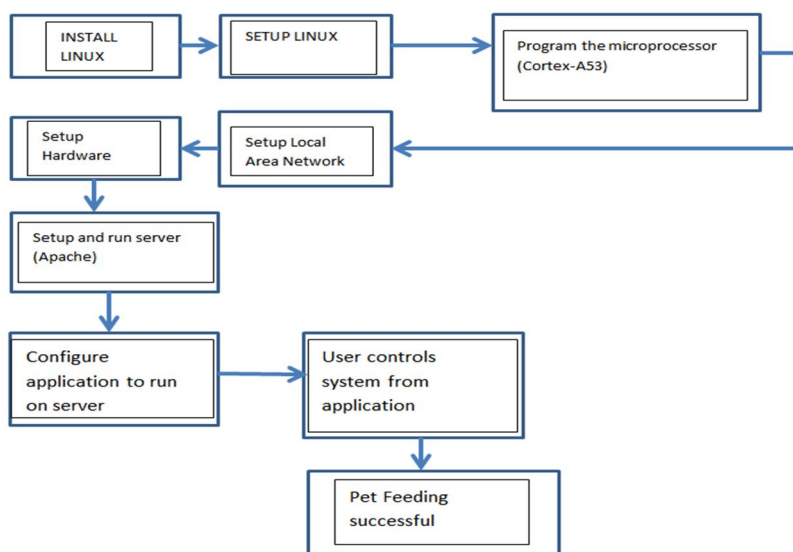 INSTALL
LINUX
SETUP LINUX
Program the microprocessor
(Cortex-A53)
Setup
Hardware
Setup Local
Area Network
Setup and run server
(Apache)
Configure
application to run
on server
User controls
system from
application
Pet Feeding
successful